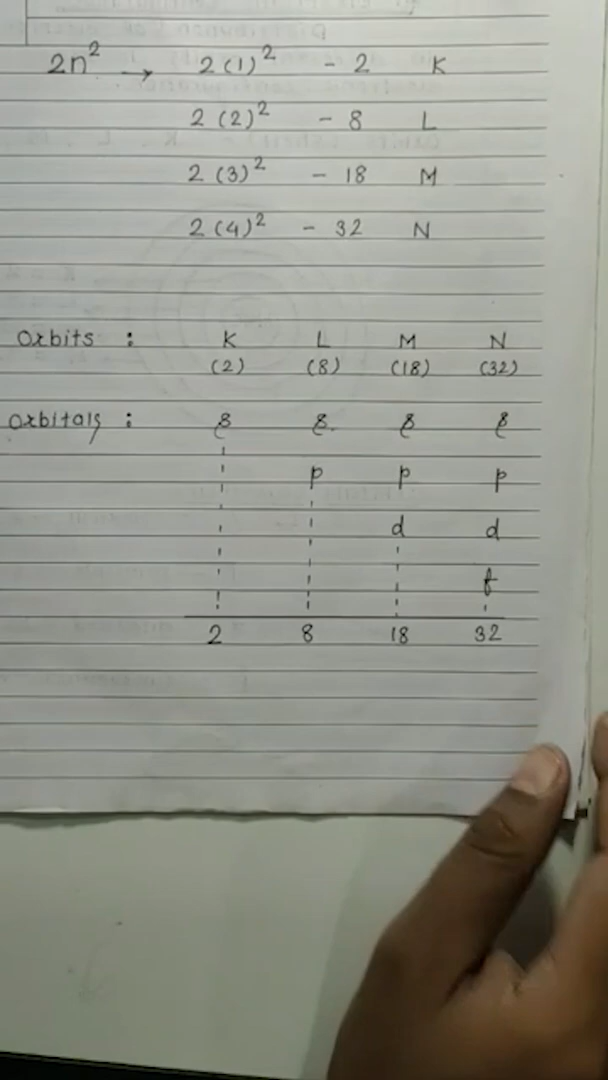 2n² → 2(1)² - 2 K
2(2)² - 8 L
2(3)² - 18 M
2(4)² - 32 N
Orbits : K L M N
(2) (8) (18) (32)
Orbitals : s s s s
p p p
d d
f
2 8 18 32